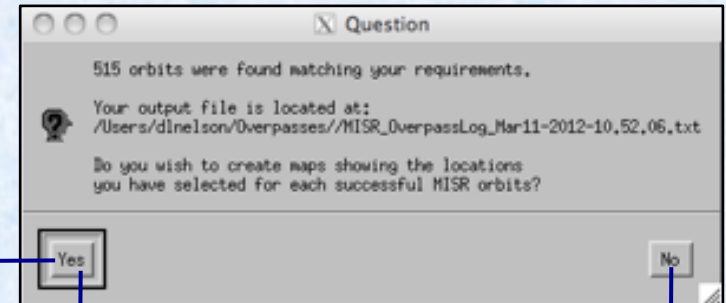 Question
515 orbits were found matching your requirements.
Your output file is located at:
/Users/dlnelson/Overpasses//MISR_OverpassLog_Mar11-2012-10.52.06.txt
Do you wish to create maps showing the locations
you have selected for each successful MISR orbits?
Yes
No